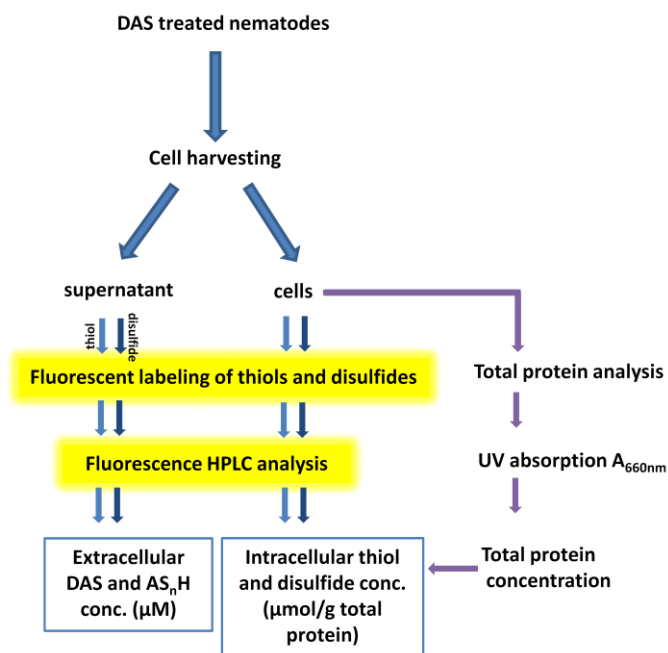 DAS treated nematodes
Cell harvesting
supernatant
cells
thiol
disulfide
Fluorescent labeling of thiols and disulfides
Total protein analysis
Fluorescence HPLC analysis
UV absorption A660nm
Extracellular
DAS and ASnH
conc. (μM)
Intracellular thiol
and disulfide conc.
(μmol/g total
protein)
Total protein
concentration